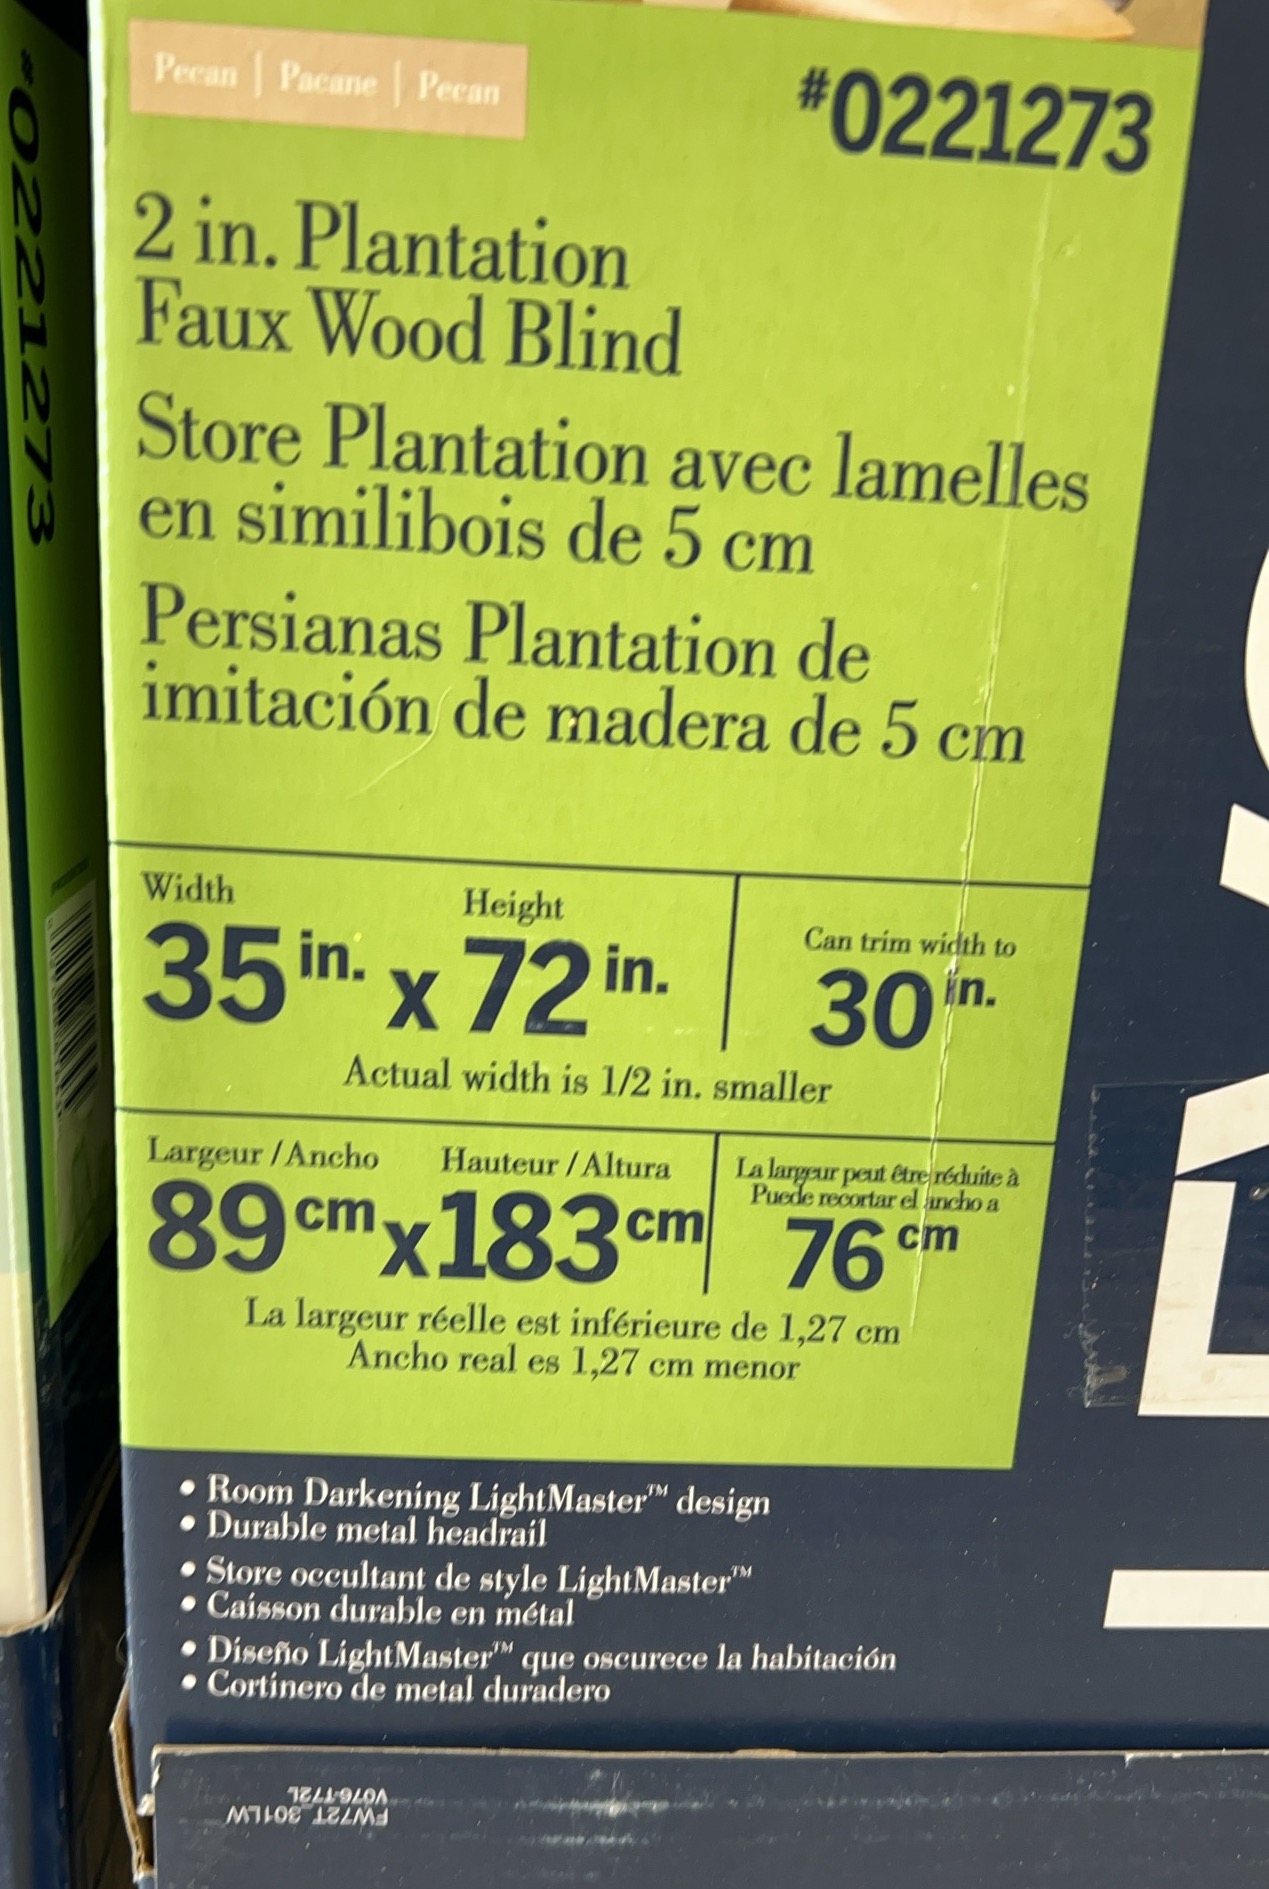 Pecan | Pacane | Pecan
#0221273
2 in. Plantation
Faux Wood Blind
Store Plantation avec lamelles
en similibois de 5 cm
Persianas Plantation de
imitación de madera de 5 cm
Width Height
35 in. x 72 in.
Can trim width to
30 in.
Actual width is 1/2 in. smaller
Largeur / Ancho Hauteur / Altura
89 cm x 183 cm
La largeur peut être réduite à
Puede recortar el ancho a
76 cm
La largeur réelle est inférieure de 1,27 cm
Ancho real es 1,27 cm menor
• Room Darkening LightMaster™ design
• Durable metal headrail
• Store occultant de style LightMaster™
• Caisson durable en métal
• Diseño LightMaster™ que oscurece la habitación
• Cortinero de metal duradero
#0221273